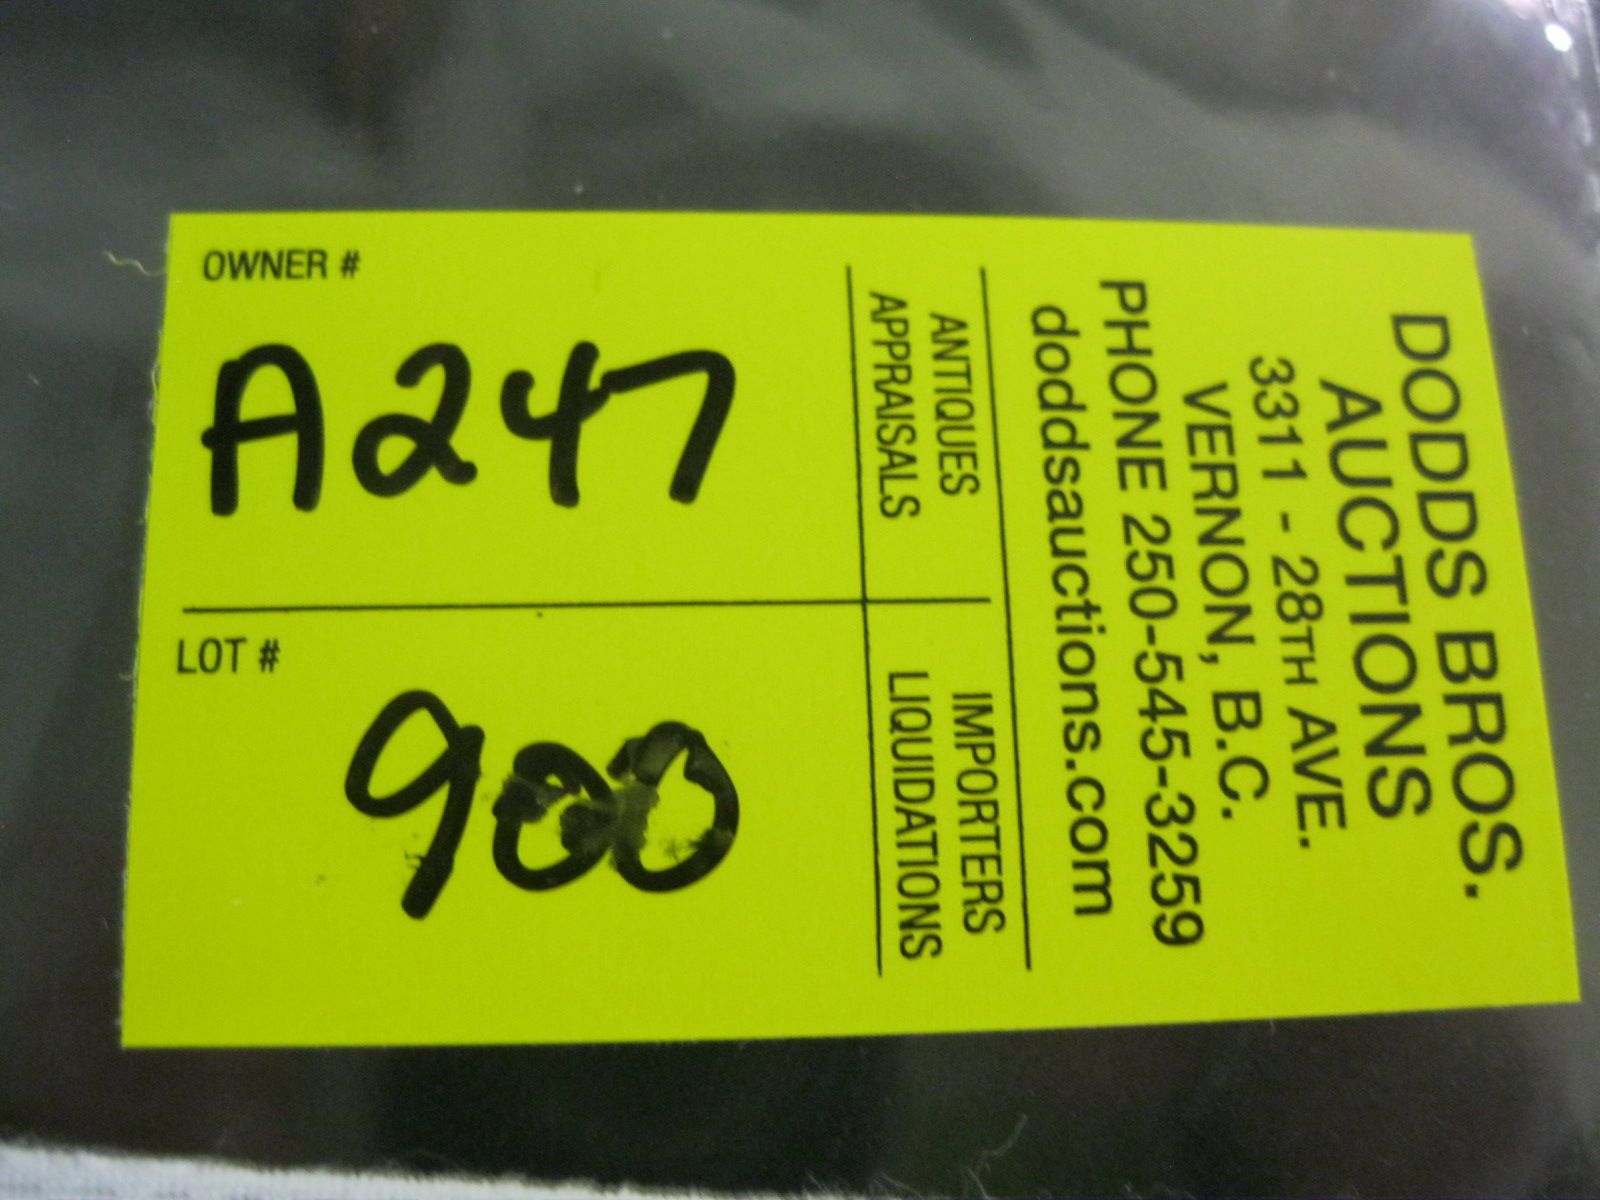 DODDS BROS.
AUCTIONS
3311 - 28TH AVE.
VERNON, B.C.
PHONE 250-545-3259
doddsauctions.com
ANTIQUES IMPORTERS
APPRAISALS LIQUIDATIONS
OWNER #
A247
LOT #
900